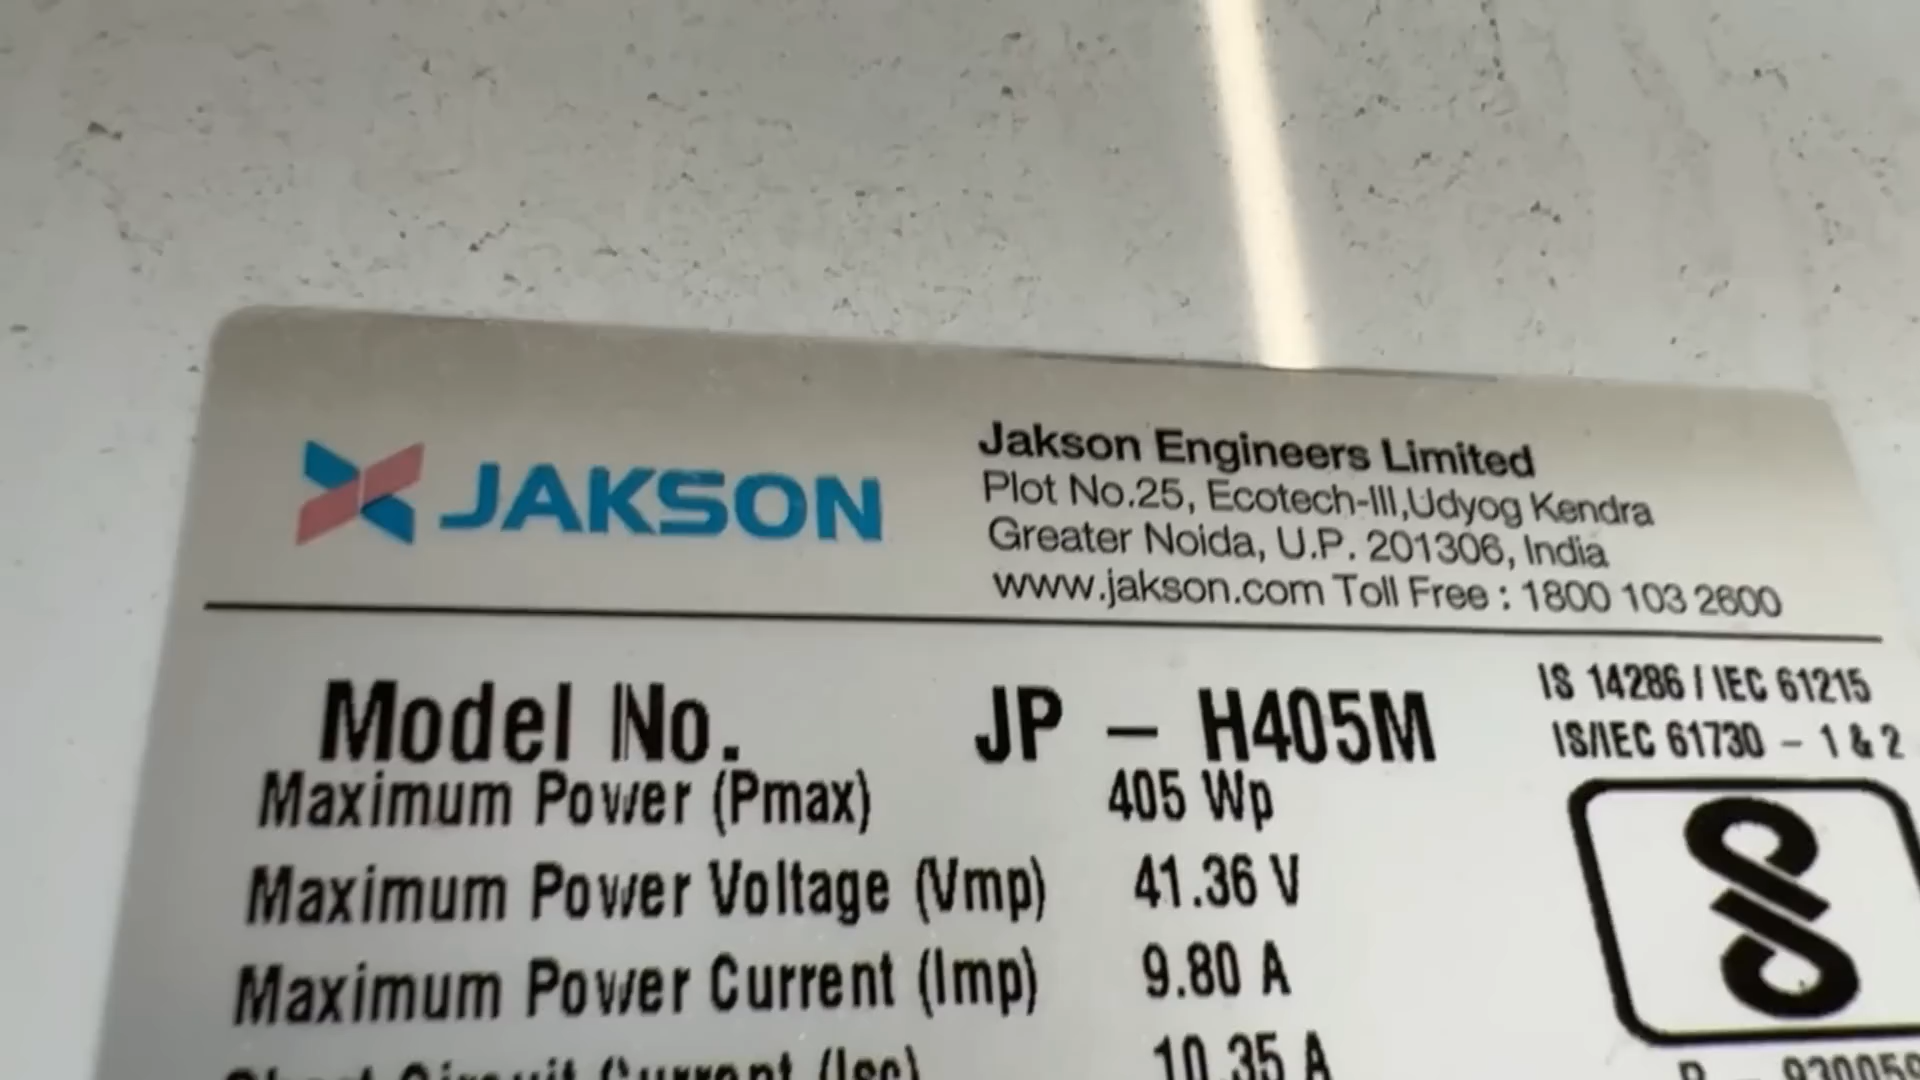 JAKSON
Jakson Engineers Limited
Plot No.25, Ecotech-III,Udyog Kendra
Greater Noida, U.P. 201306, India
www.jakson.com Toll Free : 1800 103 2600
Model No. JP – H405M
IS 14286 / IEC 61215
IS/IEC 61730 – 1 & 2
Maximum Power (Pmax) 405 Wp
Maximum Power Voltage (Vmp) 41.36 V
Maximum Power Current (Imp) 9.80 A
Short Circuit Current (Isc) 10.35 A